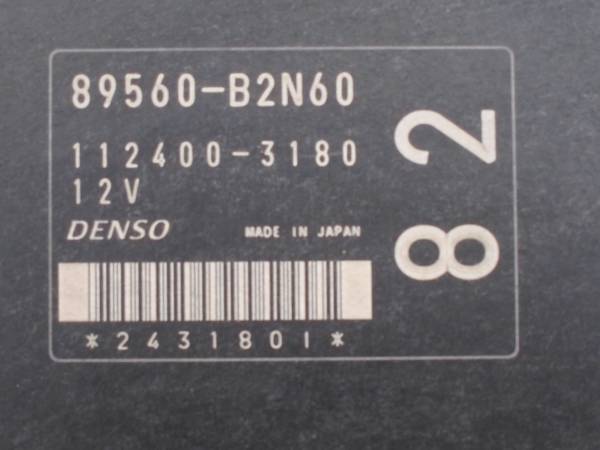 89560-B2N60
112400-3180
12V
DENSO MADE IN JAPAN
*2431801*
82